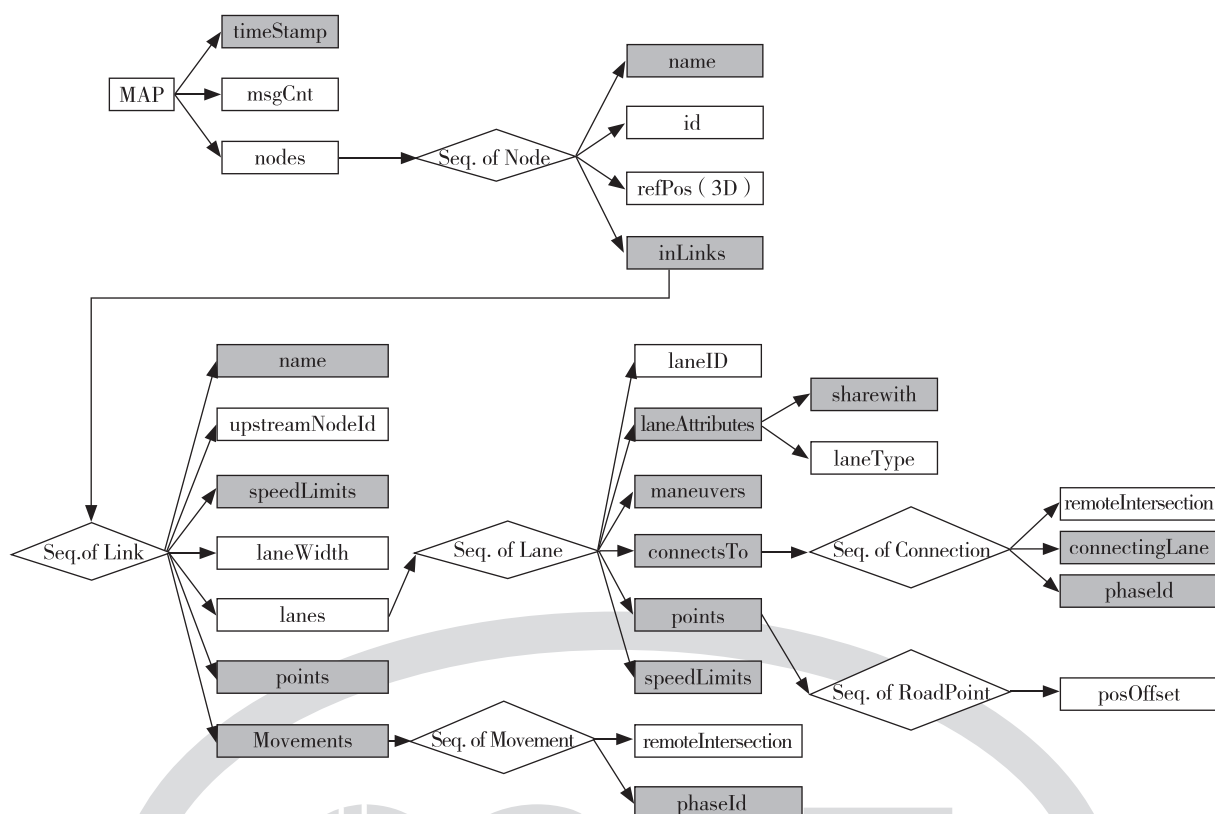 timeStamp
MAP
msgCnt
nodes
Seq. of Node
name
id
refPos（3D）
inLinks
Seq.of Link
name
upstreamNodeId
speedLimits
laneWidth
lanes
points
Movements
Seq. of Lane
laneID
laneAttributes
sharewith
laneType
maneuvers
connectsTo
Seq. of Connection
remoteIntersection
connectingLane
phaseId
points
Seq. of RoadPoint
posOffset
speedLimits
Seq. of Movement
remoteIntersection
phaseId